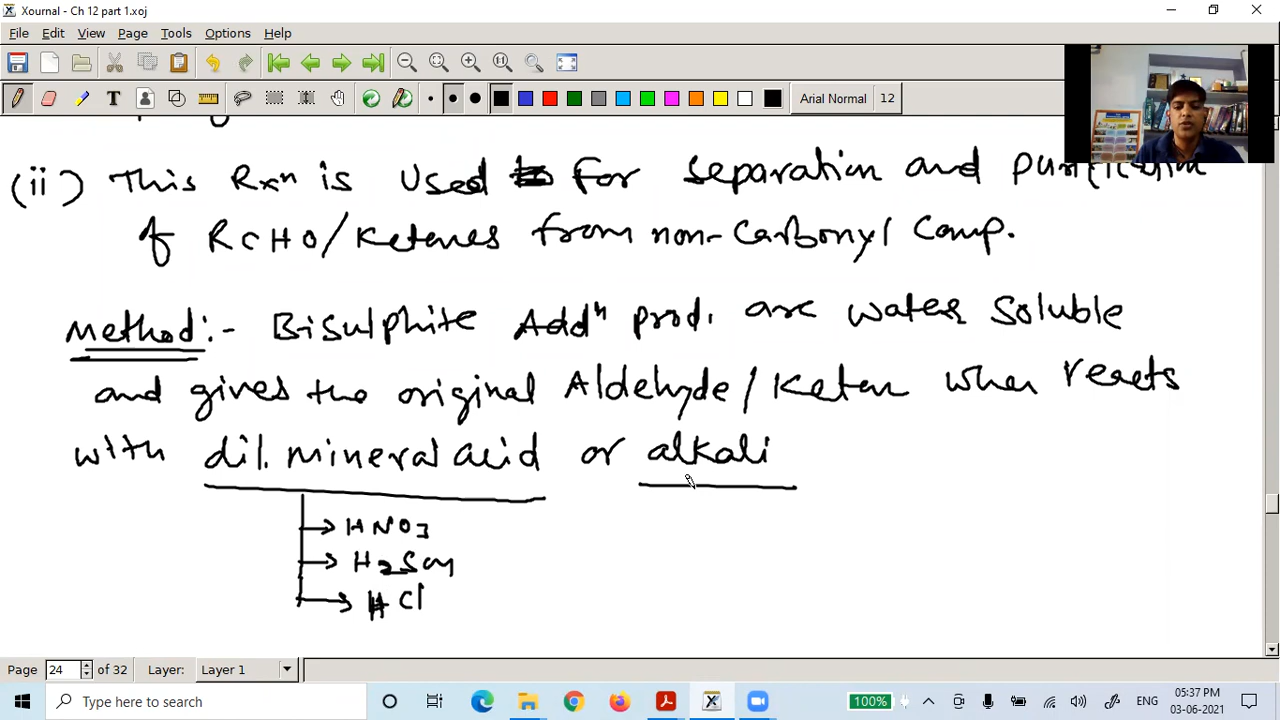 Xournal - Ch 12 part 1.xoj
File Edit View Page Tools Options Help
Arial Normal 12
(ii) This Rxⁿ is used for separation and purification
of RCHO/Ketones from non-Carbonyl Comp.
Method:- Bisulphite Addⁿ prod. are water soluble
and gives the original Aldehyde/Keton when reacts
with dil. mineral acid or alkali
HNO3
H2SO4
HCl
Page 24 of 32 Layer: Layer 1
Type here to search 100% ENG 05:37 PM
03-06-2021